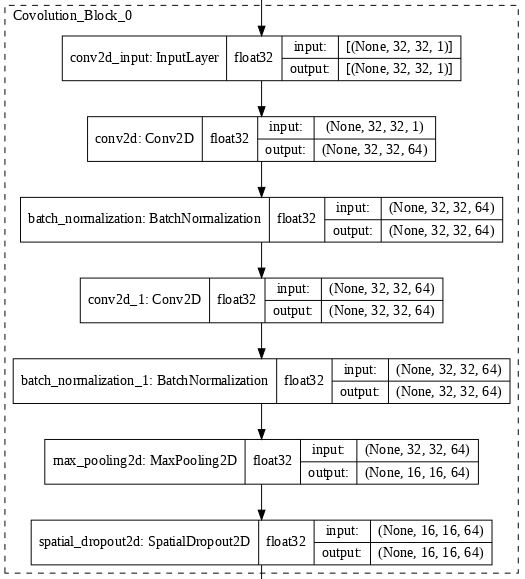 Covolution_Block_0
conv2d_input: InputLayer float32 input: [(None, 32, 32, 1)]
output: [(None, 32, 32, 1)]
conv2d: Conv2D float32 input: (None, 32, 32, 1)
output: (None, 32, 32, 64)
batch_normalization: BatchNormalization float32 input: (None, 32, 32, 64)
output: (None, 32, 32, 64)
conv2d_1: Conv2D float32 input: (None, 32, 32, 64)
output: (None, 32, 32, 64)
batch_normalization_1: BatchNormalization float32 input: (None, 32, 32, 64)
output: (None, 32, 32, 64)
max_pooling2d: MaxPooling2D float32 input: (None, 32, 32, 64)
output: (None, 16, 16, 64)
spatial_dropout2d: SpatialDropout2D float32 input: (None, 16, 16, 64)
output: (None, 16, 16, 64)